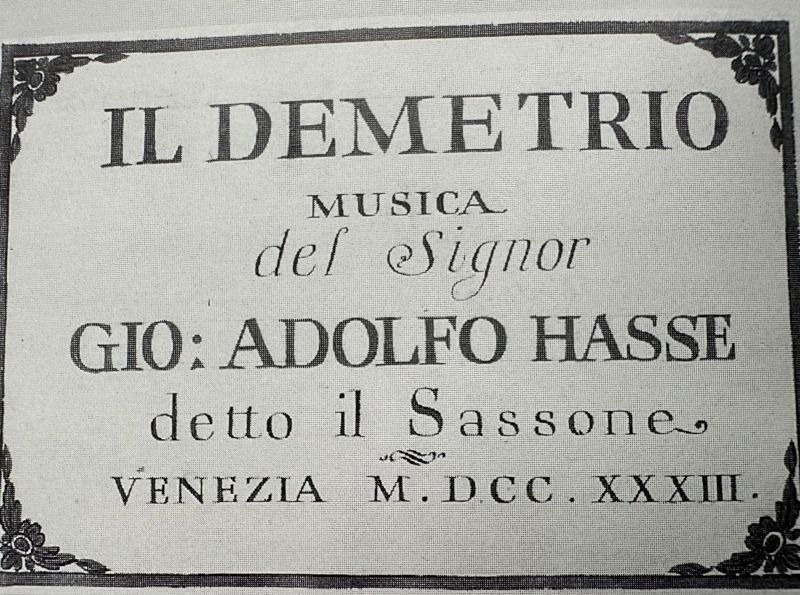 IL DEMETRIO
MUSICA
del Signor
GIO: ADOLFO HASSE
detto il Sassone
VENEZIA M. DCC. XXXIII.